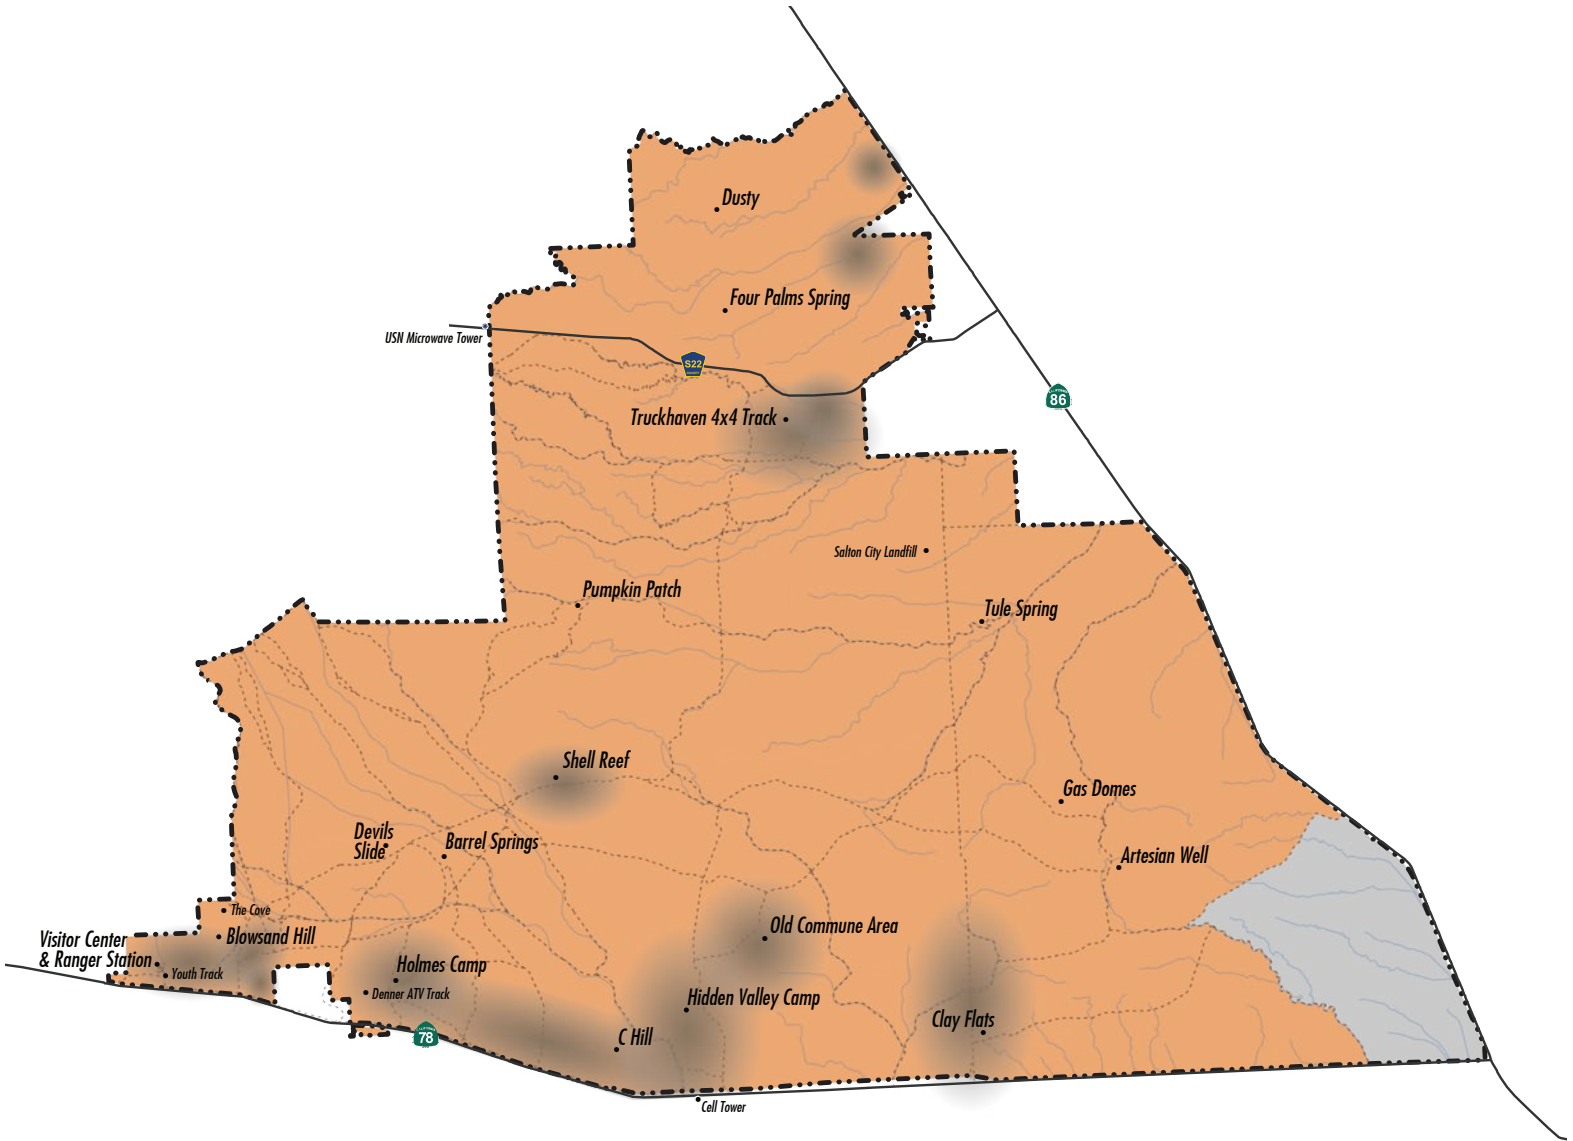 Dusty
Four Palms Spring
USN Microwave Tower
S22
Truckhaven 4x4 Track
86
Salton City Landfill
Pumpkin Patch
Tule Spring
Shell Reef
Gas Domes
Devils
Slide
Barrel Springs
Artesian Well
The Cove
Blowsand Hill
Visitor Center
& Ranger Station
Youth Track
Old Commune Area
Holmes Camp
Denner ATV Track
Hidden Valley Camp
Clay Flats
78
C Hill
Cell Tower